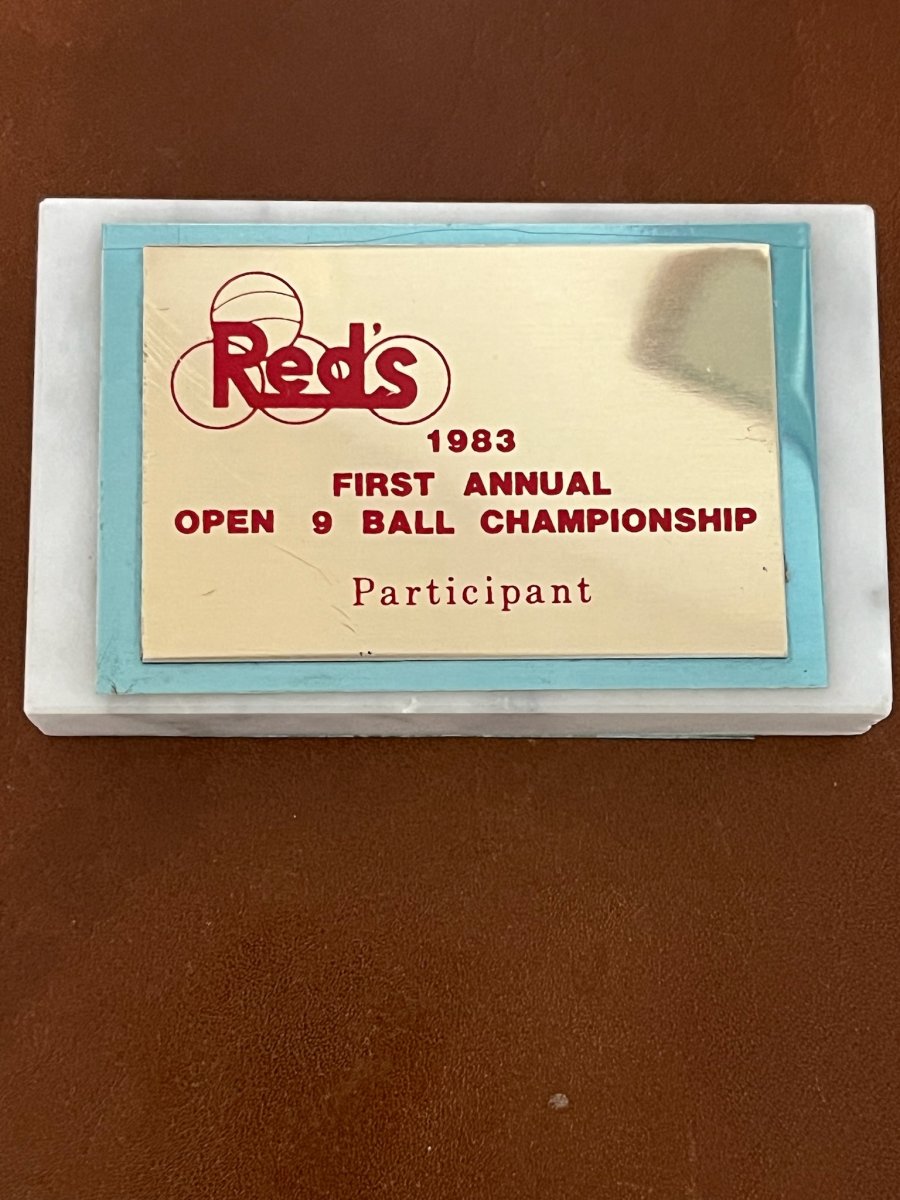 Red's
1983
FIRST ANNUAL
OPEN 9 BALL CHAMPIONSHIP
Participant